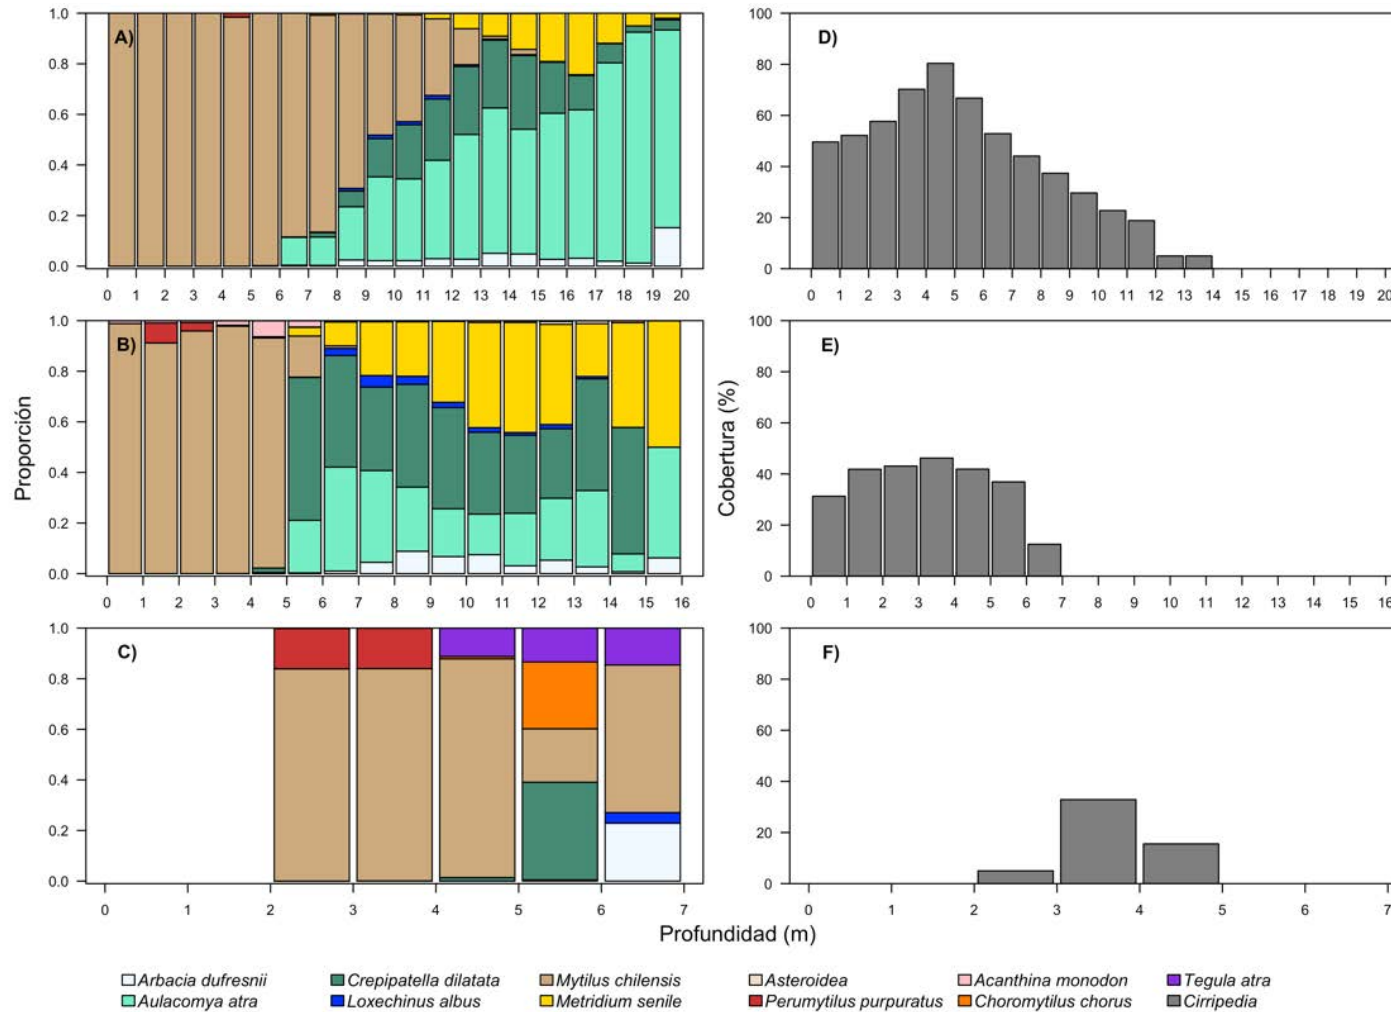 A)
1.0
0.8
0.6
0.4
0.2
0.0
0 1 2 3 4 5 6 7 8 9 10 11 12 13 14 15 16 17 18 19 20
D)
100
80
60
40
20
0
0 1 2 3 4 5 6 7 8 9 10 11 12 13 14 15 16 17 18 19 20
Proporción
B)
1.0
0.8
0.6
0.4
0.2
0.0
0 1 2 3 4 5 6 7 8 9 10 11 12 13 14 15 16
Cobertura (%)
E)
100
80
60
40
20
0
0 1 2 3 4 5 6 7 8 9 10 11 12 13 14 15 16
C)
1.0
0.8
0.6
0.4
0.2
0.0
0 1 2 3 4 5 6 7
F)
100
80
60
40
20
0
0 1 2 3 4 5 6 7
Profundidad (m)
Arbacia dufresnii Crepipatella dilatata Mytilus chilensis Asteroidea Acanthina monodon Tegula atra
Aulacomya atra Loxechinus albus Metridium senile Perumytilus purpuratus Choromytilus chorus Cirripedia